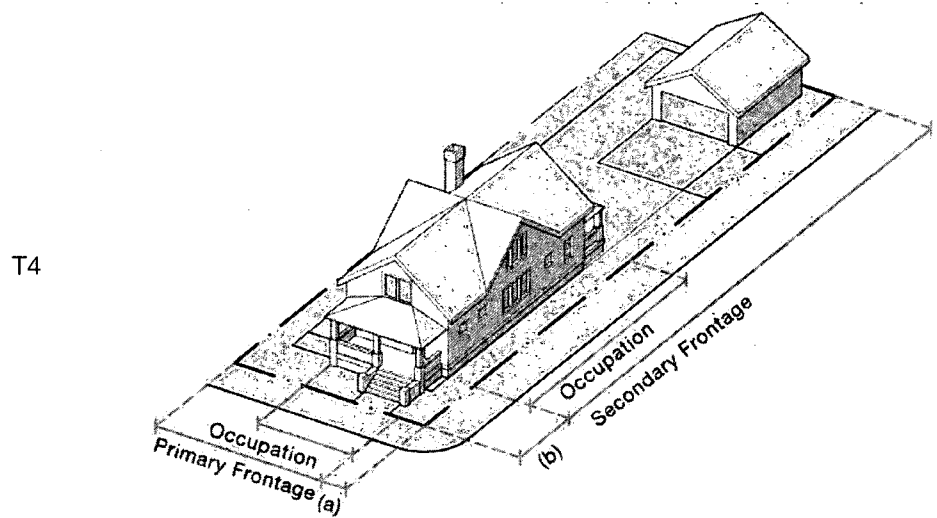 T4
Occupation
Secondary Frontage
(b)
Occupation
Primary Frontage (a)